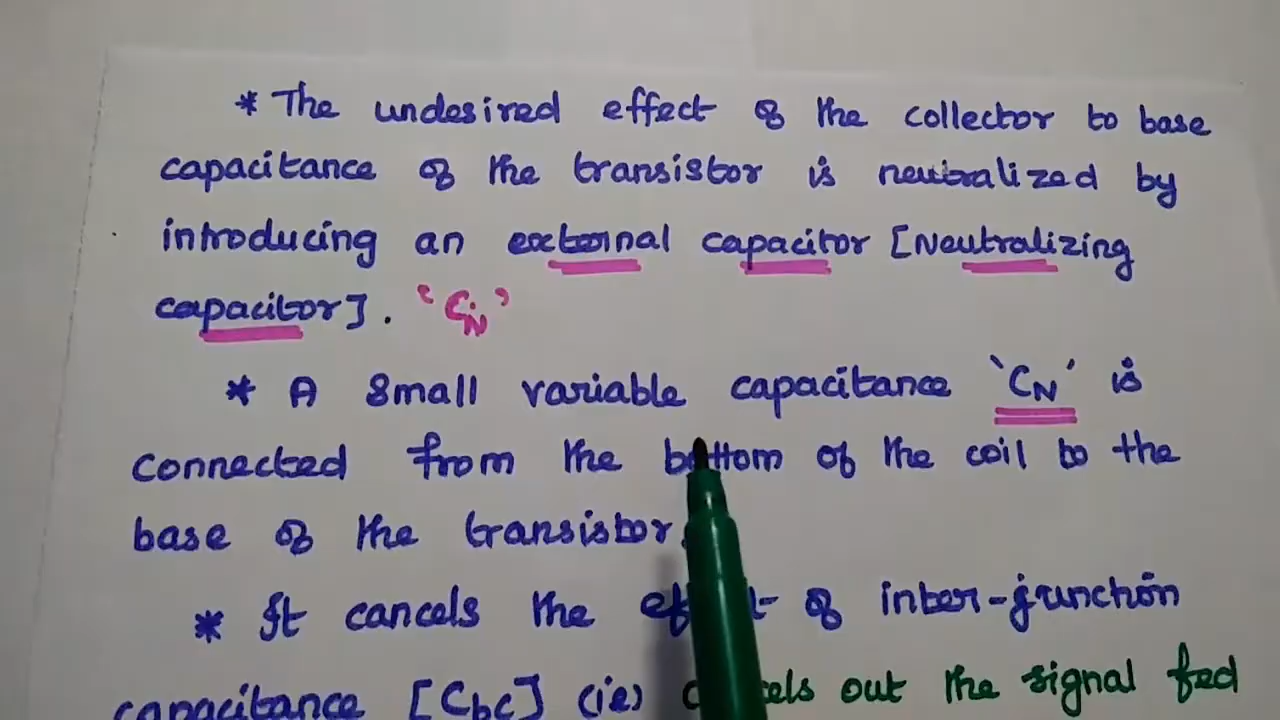 * The undesired effect of the collector to base
capacitance of the transistor is neutralized by
introducing an external capacitor [Neutralizing
capacitor]. 'CN'
* A small variable capacitance 'CN' is
connected from the bottom of the coil to the
base of the transistor.
* It cancels the effect of inter-junction
capacitance [Cbc] (ie) cancels out the signal fed